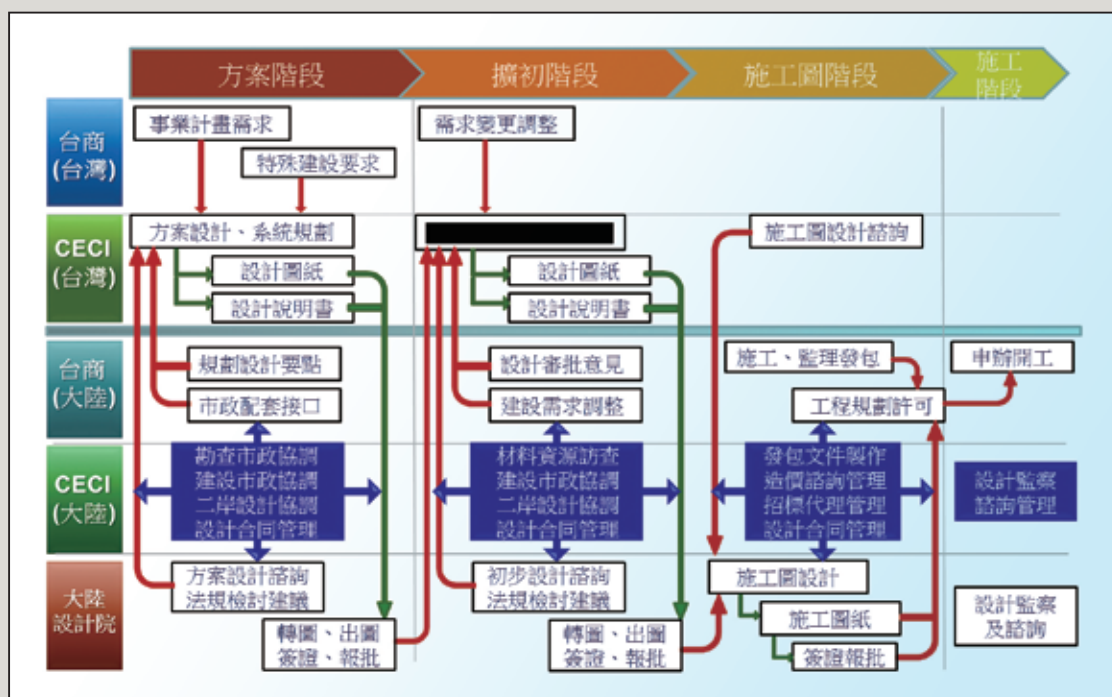 方案階段
擴初階段
施工圖階段
施工
階段
台商
(台灣)
事業計畫需求
特殊建設要求
需求變更調整
CECI
(台灣)
方案設計、系統規劃
設計圖紙
設計說明書
設計圖紙
設計說明書
施工圖設計諮詢
台商
(大陸)
規劃設計要點
市政配套接口
設計審批意見
建設需求調整
施工、監理發包
工程規劃許可
申辦開工
CECI
(大陸)
勘查市政協調
建設市政協調
二岸設計協調
設計合同管理
材料資源訪查
建設市政協調
二岸設計協調
設計合同管理
發包文件製作
造價諮詢管理
招標代理管理
設計合同管理
設計監察
諮詢管理
大陸
設計院
方案設計諮詢
法規檢討建議
轉圖、出圖
簽證、報批
初步設計諮詢
法規檢討建議
轉圖、出圖
簽證、報批
施工圖設計
施工圖紙
簽證報批
設計監察
及諮詢